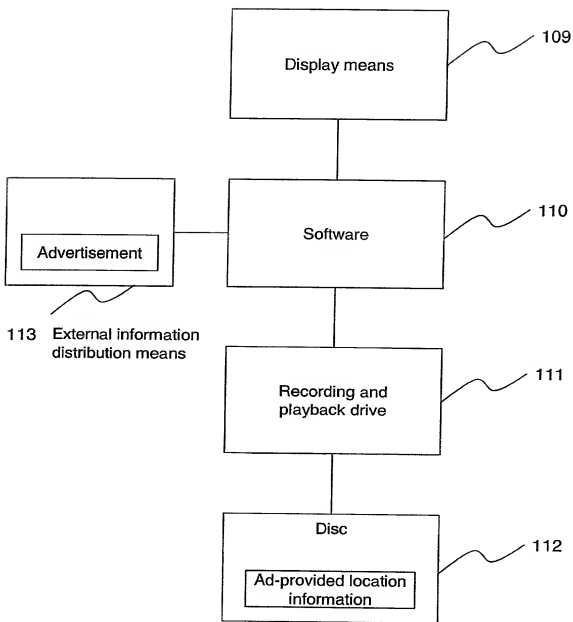 Display means
109
Software
110
Advertisement
113 External information
distribution means
Recording and
playback drive
111
Disc
112
Ad-provided location
information